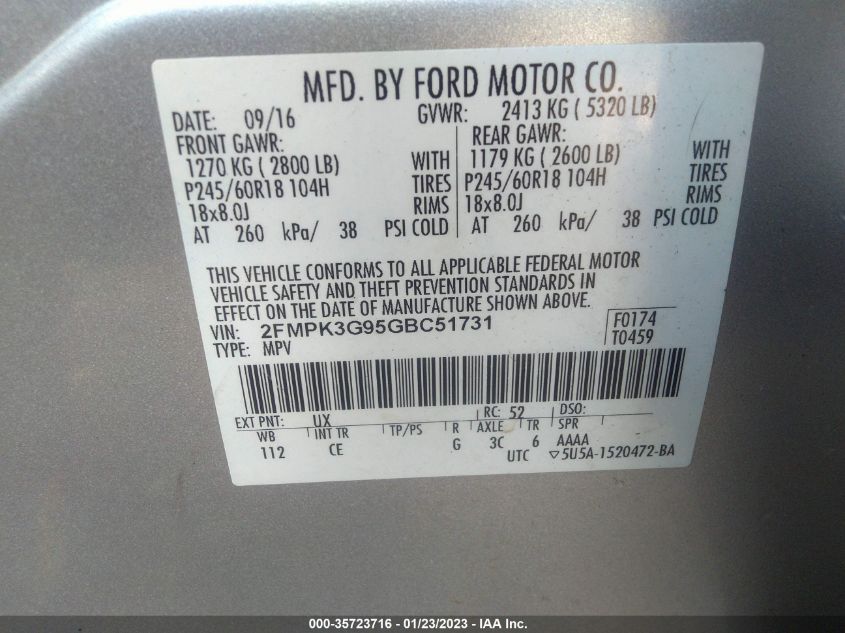 MFD. BY FORD MOTOR CO.
DATE: 09/16 GVWR: 2413 KG ( 5320 LB)
FRONT GAWR: REAR GAWR:
1270 KG ( 2800 LB) WITH 1179 KG ( 2600 LB) WITH
P245/60R18 104H TIRES P245/60R18 104H TIRES
18x8.0J RIMS 18x8.0J RIMS
AT 260 kPa/ 38 PSI COLD AT 260 kPa/ 38 PSI COLD
THIS VEHICLE CONFORMS TO ALL APPLICABLE FEDERAL MOTOR
VEHICLE SAFETY AND THEFT PREVENTION STANDARDS IN
EFFECT ON THE DATE OF MANUFACTURE SHOWN ABOVE.
VIN: 2FMPK3G95GBC51731 F0174
TYPE: MPV T0459
EXT PNT: UX RC: 52 DSO:
WB INT TR TP/PS R AXLE TR SPR
112 CE G 3C 6 AAAA
UTC ▽5U5A-1520472-BA
000-35723716 - 01/23/2023 - IAA Inc.